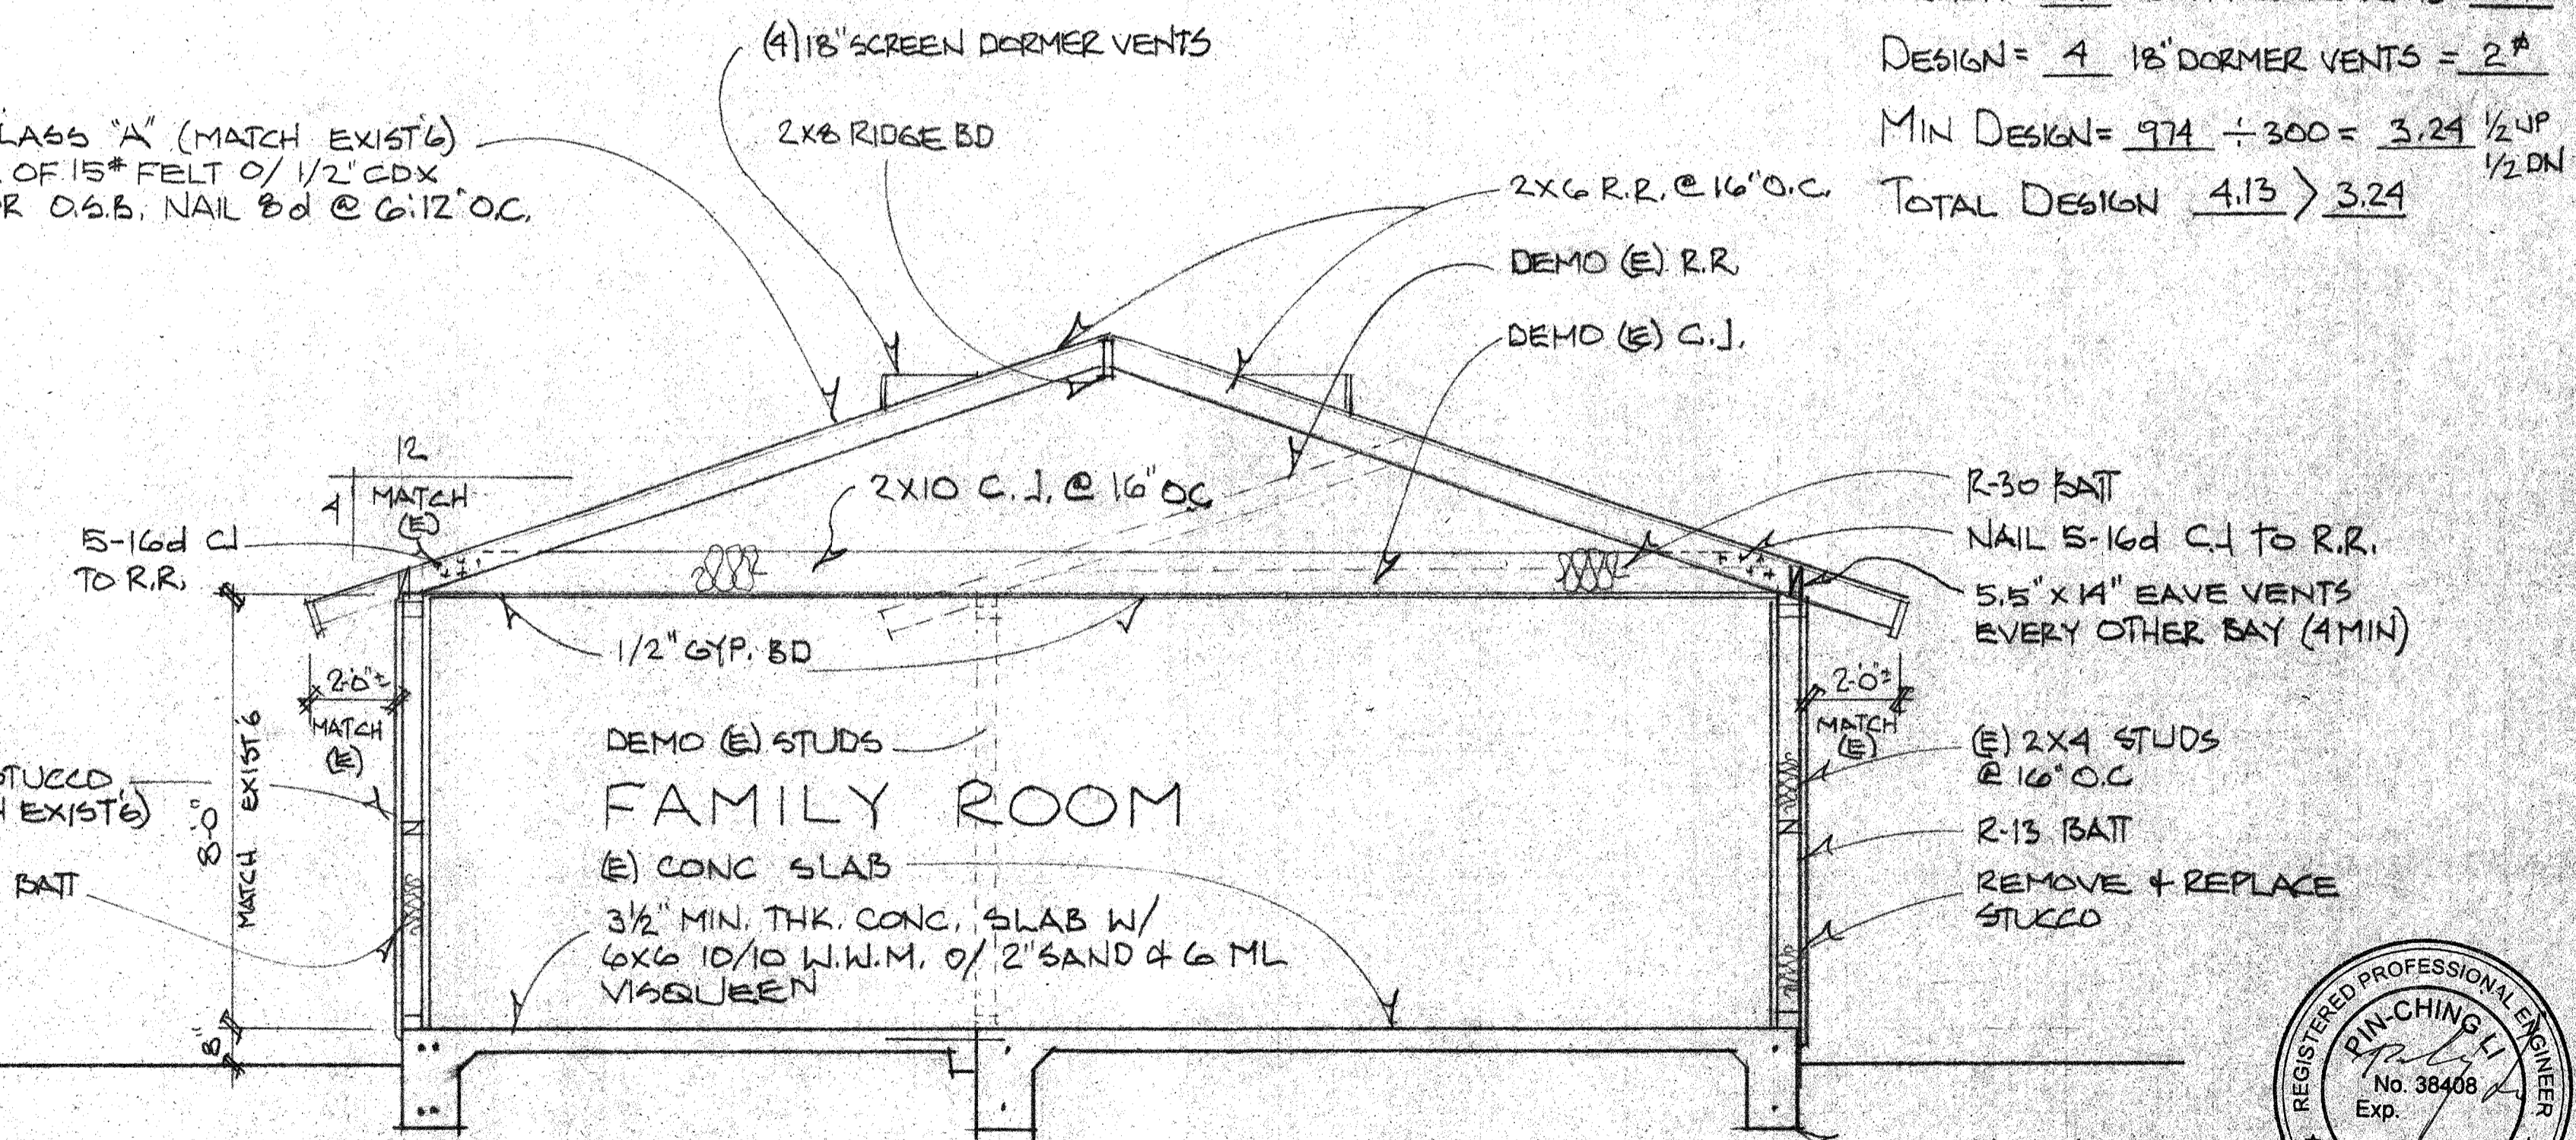 (4) 18" SCREEN DORMER VENTS
2X8 RIDGE BD
DESIGN = 4 18" DORMER VENTS = 2#
MIN DESIGN = 974 ÷ 300 = 3.24 1/2 UP
1/2 DN
TOTAL DESIGN 4.13 > 3.24
"A" (MATCH EXIST'G)
OF 15# FELT O/ 1/2" CDX
O.S.B. NAIL 8d @ 6:12" O.C.
2X6 R.R. @ 16" O.C.
DEMO (E) R.R.
DEMO (E) C.J.
12
4
MATCH
(E)
2X10 C.J. @ 16" O.C.
5-16d CJ
TO R.R.
R-30 BATT
NAIL 5-16d C.J TO R.R.
5.5" X 14" EAVE VENTS
EVERY OTHER BAY (4 MIN)
1/2" GYP. BD
2'-0"±
MATCH
(E)
2'-0"±
MATCH
(E)
DEMO (E) STUDS
FAMILY ROOM
(E) CONC SLAB
3½" MIN. THK. CONC. SLAB W/
6X6 10/10 W.W.M. O/ 2" SAND & 6 ML
VISQUEEN
(E) 2X4 STUDS
@ 16" O.C
R-13 BATT
REMOVE & REPLACE
STUCCO
STUCCO
EXIST'G)
BATT
8'-0"
MATCH EXIST'G
8"
REGISTERED PROFESSIONAL ENGINEER
PIN-CHING LI
No. 38408
Exp.